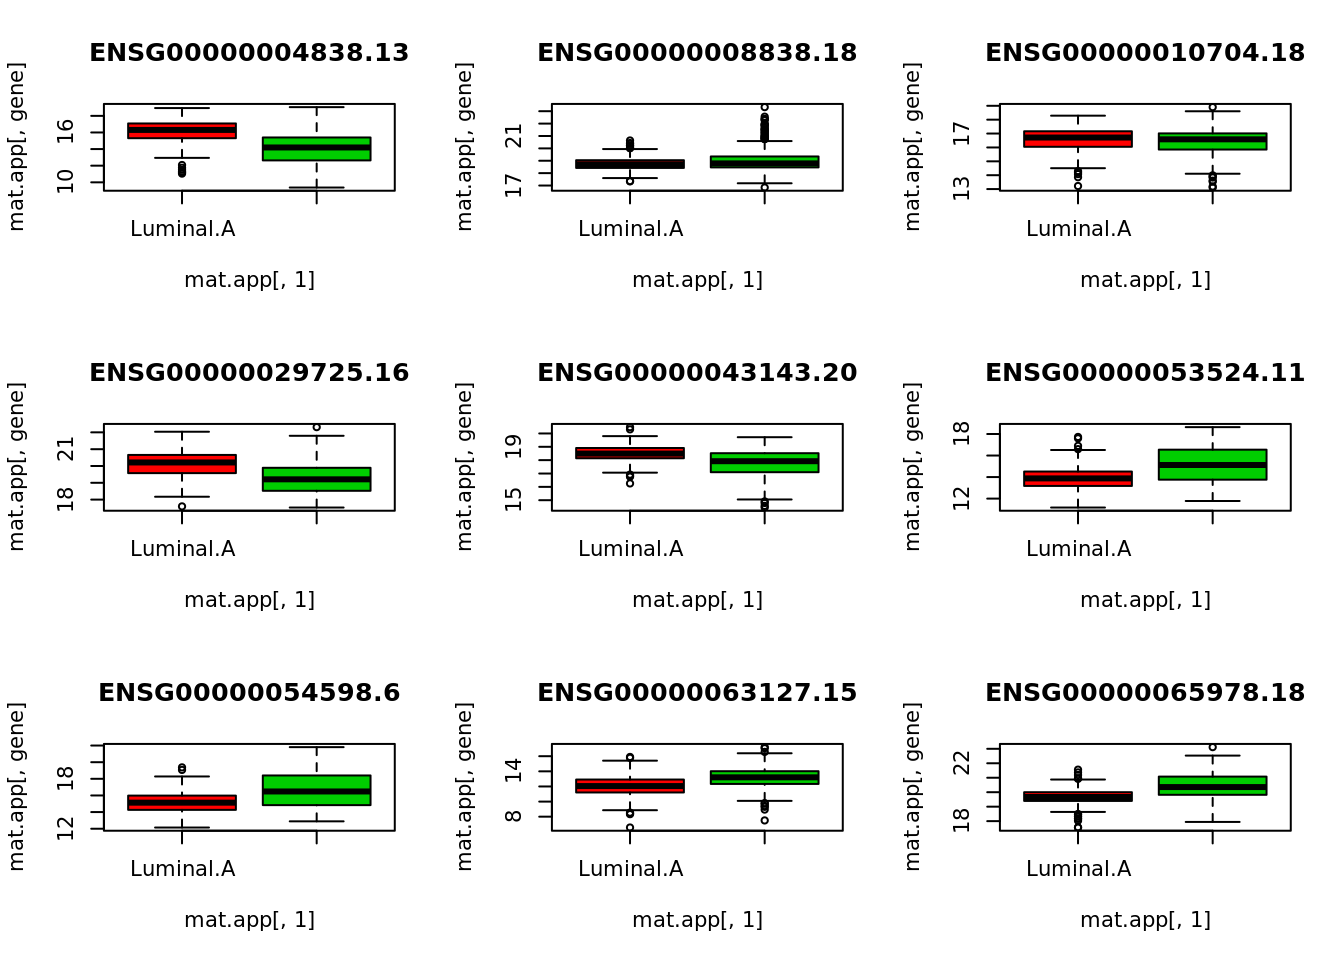 ENSG00000004838.13
mat.app[, gene]
16
10
Luminal.A
mat.app[, 1]
ENSG00000008838.18
mat.app[, gene]
21
17
Luminal.A
mat.app[, 1]
ENSG00000010704.18
mat.app[, gene]
17
13
Luminal.A
mat.app[, 1]
ENSG00000029725.16
mat.app[, gene]
21
18
Luminal.A
mat.app[, 1]
ENSG00000043143.20
mat.app[, gene]
19
15
Luminal.A
mat.app[, 1]
ENSG00000053524.11
mat.app[, gene]
18
12
Luminal.A
mat.app[, 1]
ENSG00000054598.6
mat.app[, gene]
18
12
Luminal.A
mat.app[, 1]
ENSG00000063127.15
mat.app[, gene]
14
8
Luminal.A
mat.app[, 1]
ENSG00000065978.18
mat.app[, gene]
22
18
Luminal.A
mat.app[, 1]